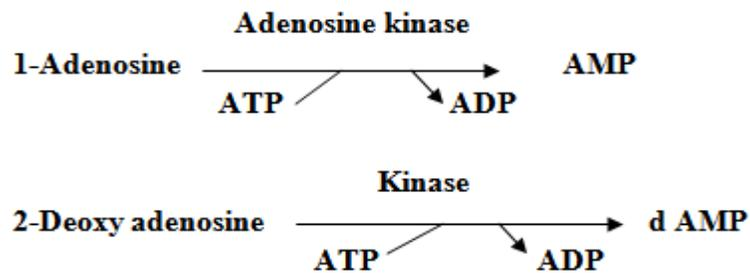 Adenosine kinase
1-Adenosine AMP
ATP ADP
Kinase
2-Deoxy adenosine d AMP
ATP ADP